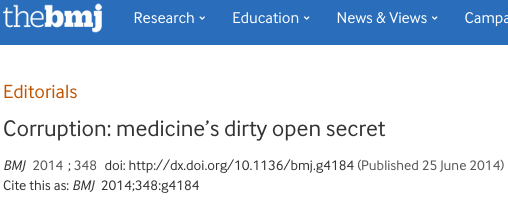 thebmj Research Education News & Views Campa
Editorials
Corruption: medicine's dirty open secret
BMJ 2014 ; 348 doi: http://dx.doi.org/10.1136/bmj.g4184 (Published 25 June 2014)
Cite this as: BMJ 2014;348:g4184